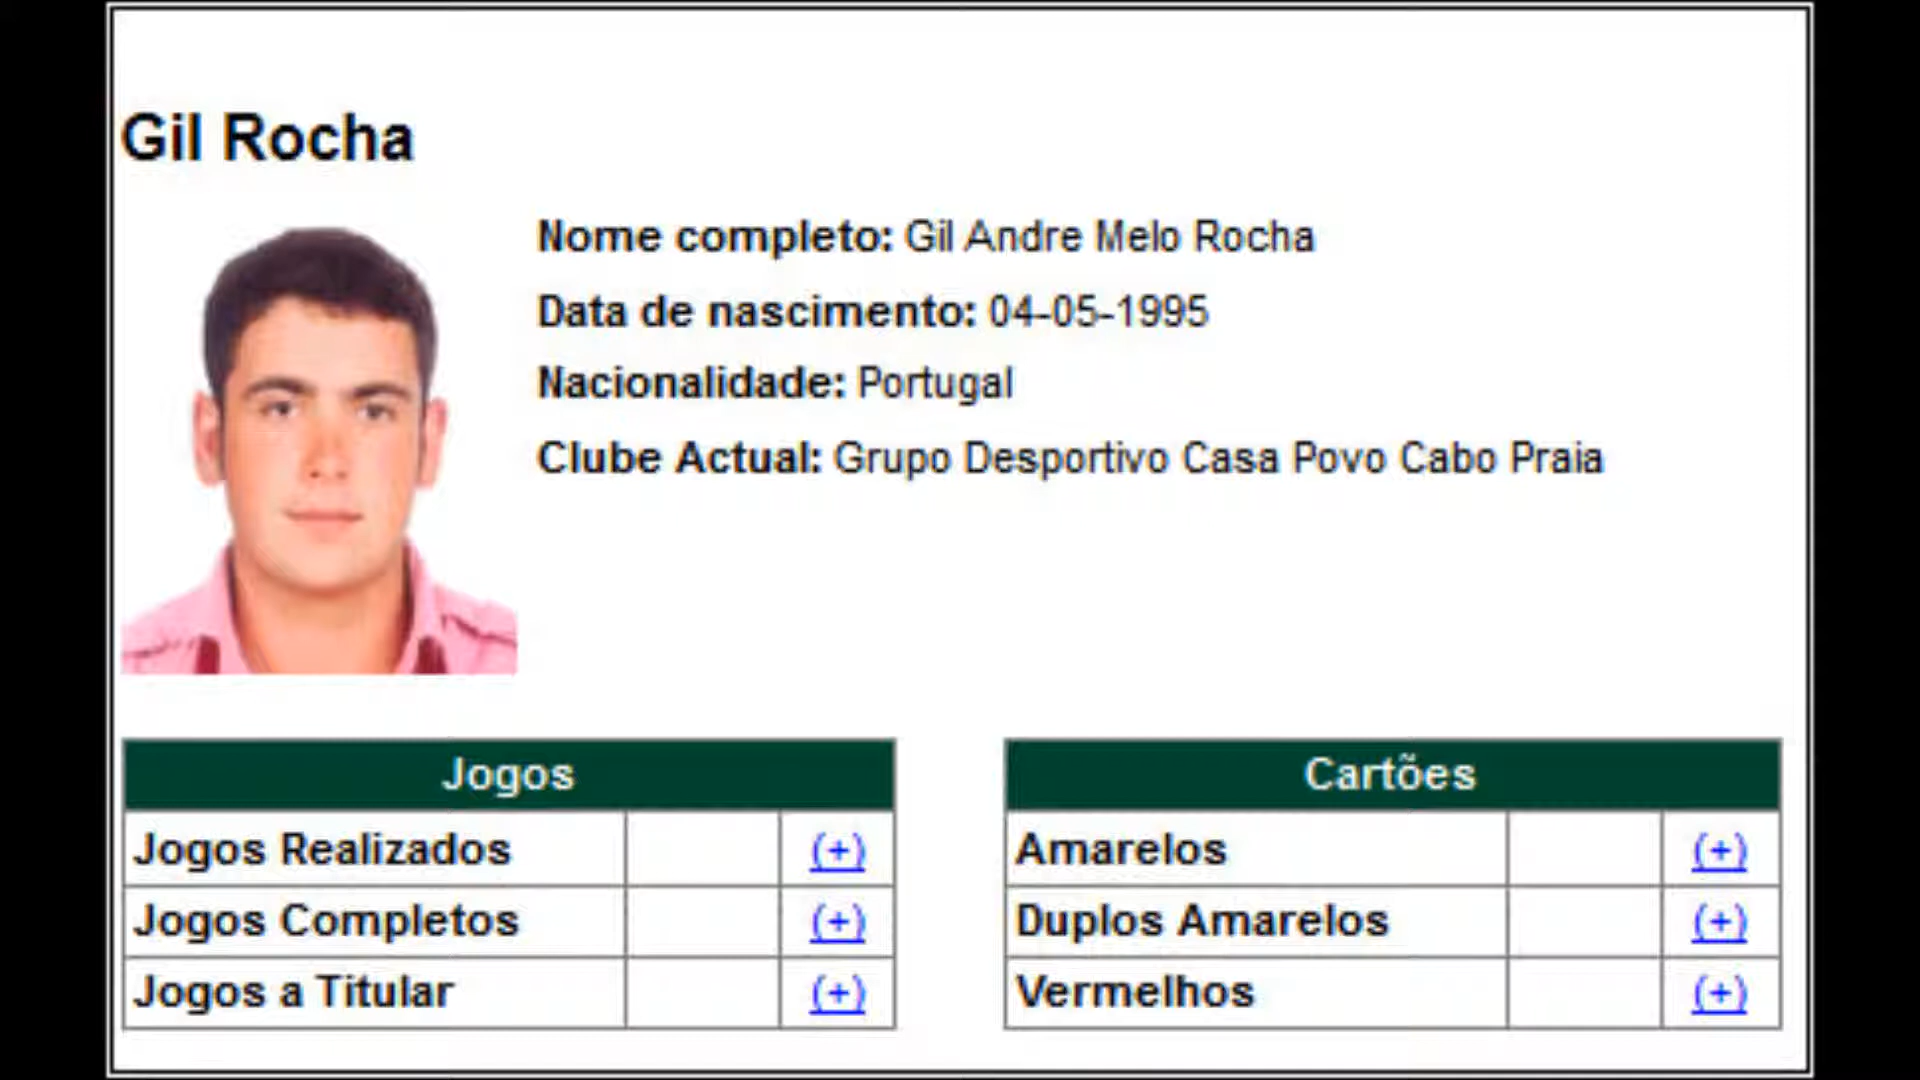 Gil Rocha
Nome completo: Gil Andre Melo Rocha
Data de nascimento: 04-05-1995
Nacionalidade: Portugal
Clube Actual: Grupo Desportivo Casa Povo Cabo Praia
Jogos
Jogos Realizados (+)
Jogos Completos (+)
Jogos a Titular (+)
Cartões
Amarelos (+)
Duplos Amarelos (+)
Vermelhos (+)